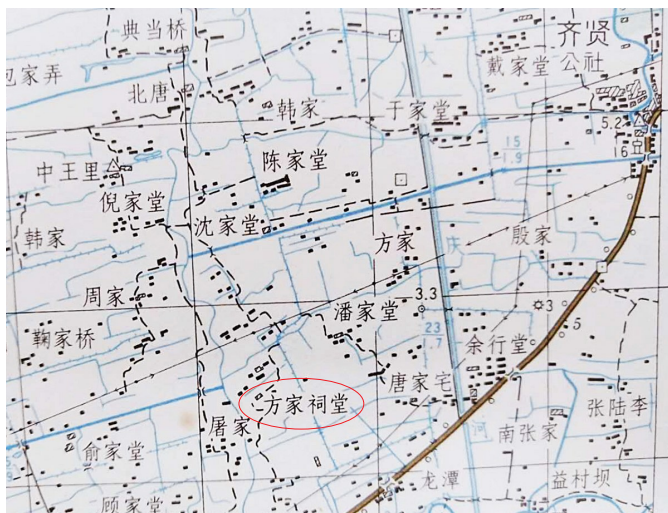 典当桥
齐贤
公社
包家弄
戴家堂
北唐
韩家
于家堂
5.2
15
1.9
16
陈家堂
倪家堂
沈家堂
韩家
方家
殷家
周家
3.3
3
5
潘家堂
鞠家桥
23
1.7
余行堂
唐家宅
方家祠堂
张陆李
屠家
南张家
俞家堂
河
龙潭
益村坝
顾家堂